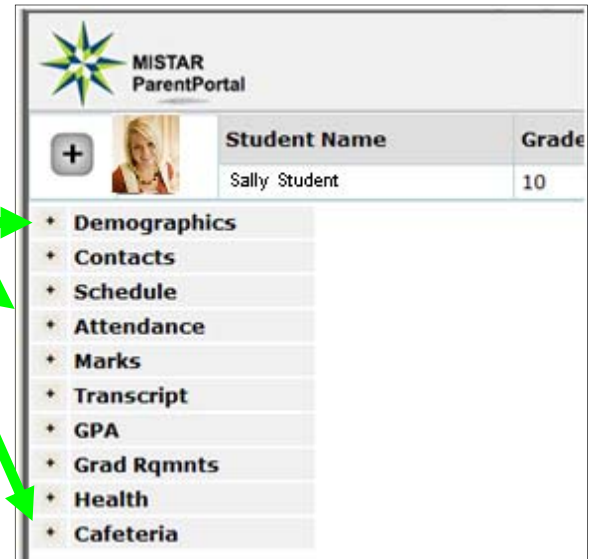 MISTAR
ParentPortal
Student Name Grade
Sally Student 10
Demographics
Contacts
Schedule
Attendance
Marks
Transcript
GPA
Grad Rqmnts
Health
Cafeteria